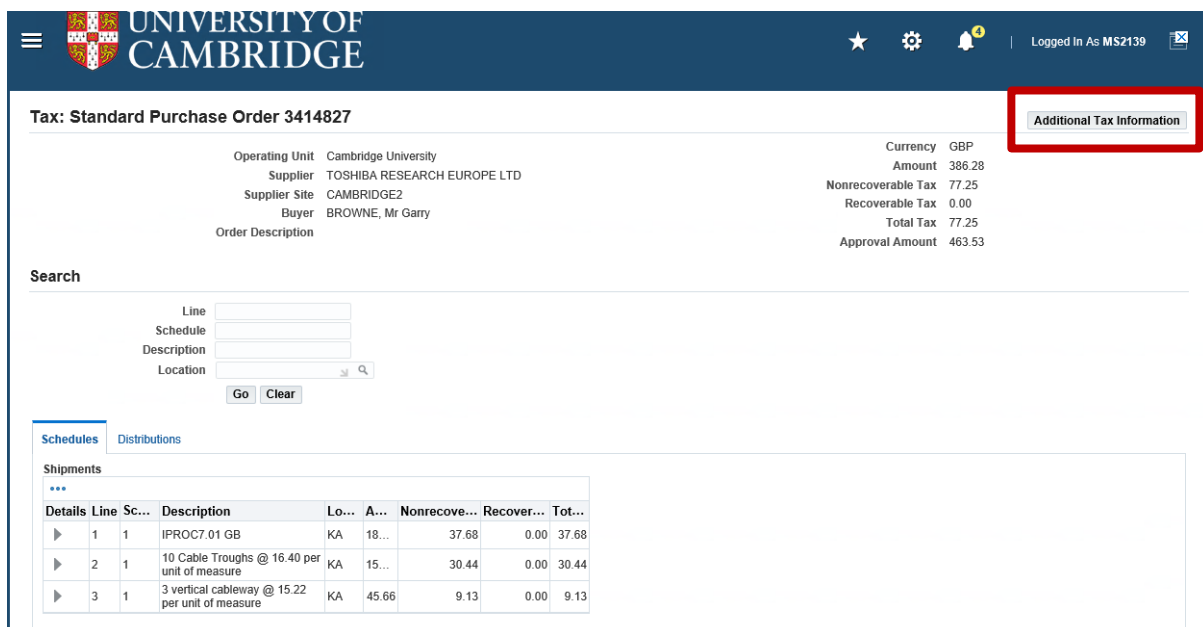 UNIVERSITY OF
CAMBRIDGE
4
Logged In As MS2139
Tax: Standard Purchase Order 3414827
Additional Tax Information
Operating Unit Cambridge University
Supplier TOSHIBA RESEARCH EUROPE LTD
Supplier Site CAMBRIDGE2
Buyer BROWNE, Mr Garry
Order Description
Currency GBP
Amount 386.28
Nonrecoverable Tax 77.25
Recoverable Tax 0.00
Total Tax 77.25
Approval Amount 463.53
Search
Line
Schedule
Description
Location
Go Clear
Schedules Distributions
Shipments
Details Line Sc... Description Lo... A... Nonrecove... Recover... Tot...
1 1 IPROC7.01 GB KA 18... 37.68 0.00 37.68
2 1 10 Cable Troughs @ 16.40 per unit of measure KA 15... 30.44 0.00 30.44
3 1 3 vertical cableway @ 15.22 per unit of measure KA 45.66 9.13 0.00 9.13